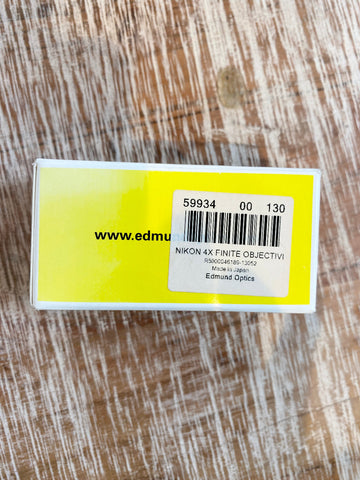 www.edmu
59934 00 130
NIKON 4X FINITE OBJECTIVI
Made in Japan
Edmund Optics